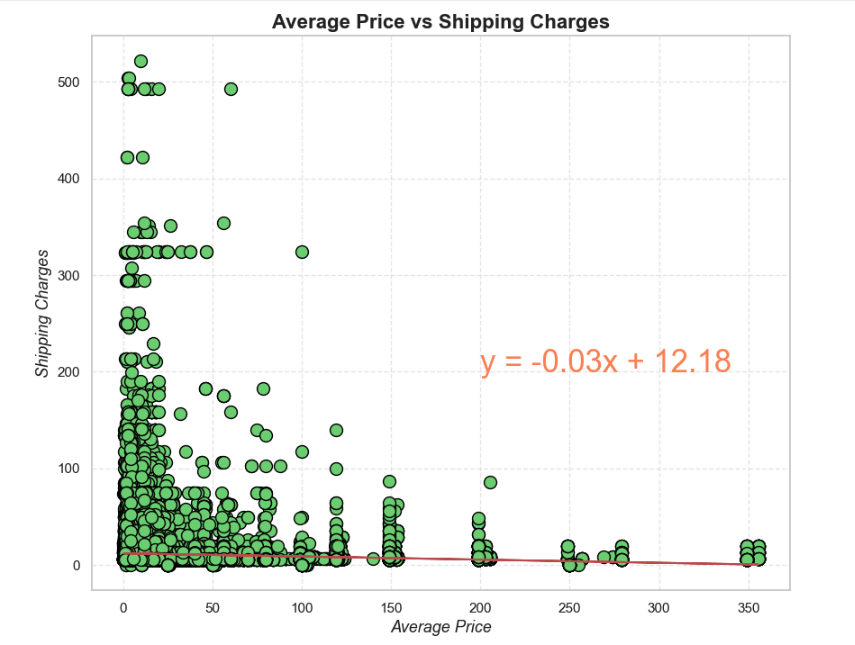 Average Price vs Shipping Charges
500
400
300
200
100
0
Shipping Charges
y = -0.03x + 12.18
0 50 100 150 200 250 300 350
Average Price